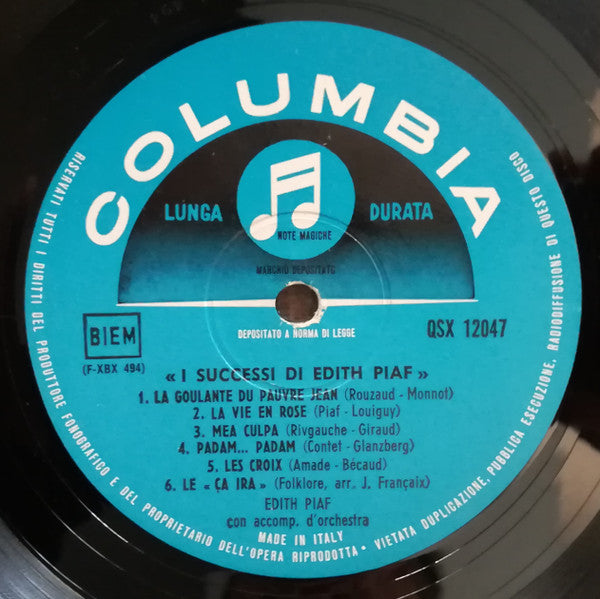 COLUMBIA
LUNGA DURATA
NOTE MAGICHE
MARCHIO DEPOSITATO
DEPOSITATO A NORMA DI LEGGE
BIEM
QSX 12047
(F-XBX 494)
« I SUCCESSI DI EDITH PIAF »
1. LA GOULANTE DU PAUVRE JEAN (Rouzaud - Monnot)
2. LA VIE EN ROSE (Piaf - Louiguy)
3. MEA CULPA (Rivgauche - Giraud)
4. PADAM... PADAM (Contet - Glanzberg)
5. LES CROIX (Amade - Bécaud)
6. LE « ÇA IRA » (Folklore, arr. J. Françaix)
EDITH PIAF
con accomp. d'orchestra
MADE IN ITALY
RISERVATI TUTTI I DIRITTI DEL PRODUTTORE FONOGRAFICO E DEL PROPRIETARIO DELL'OPERA RIPRODOTTA • VIETATA DUPLICAZIONE, PUBBLICA ESECUZIONE, RADIODIFFUSIONE DI QUESTO DISCO